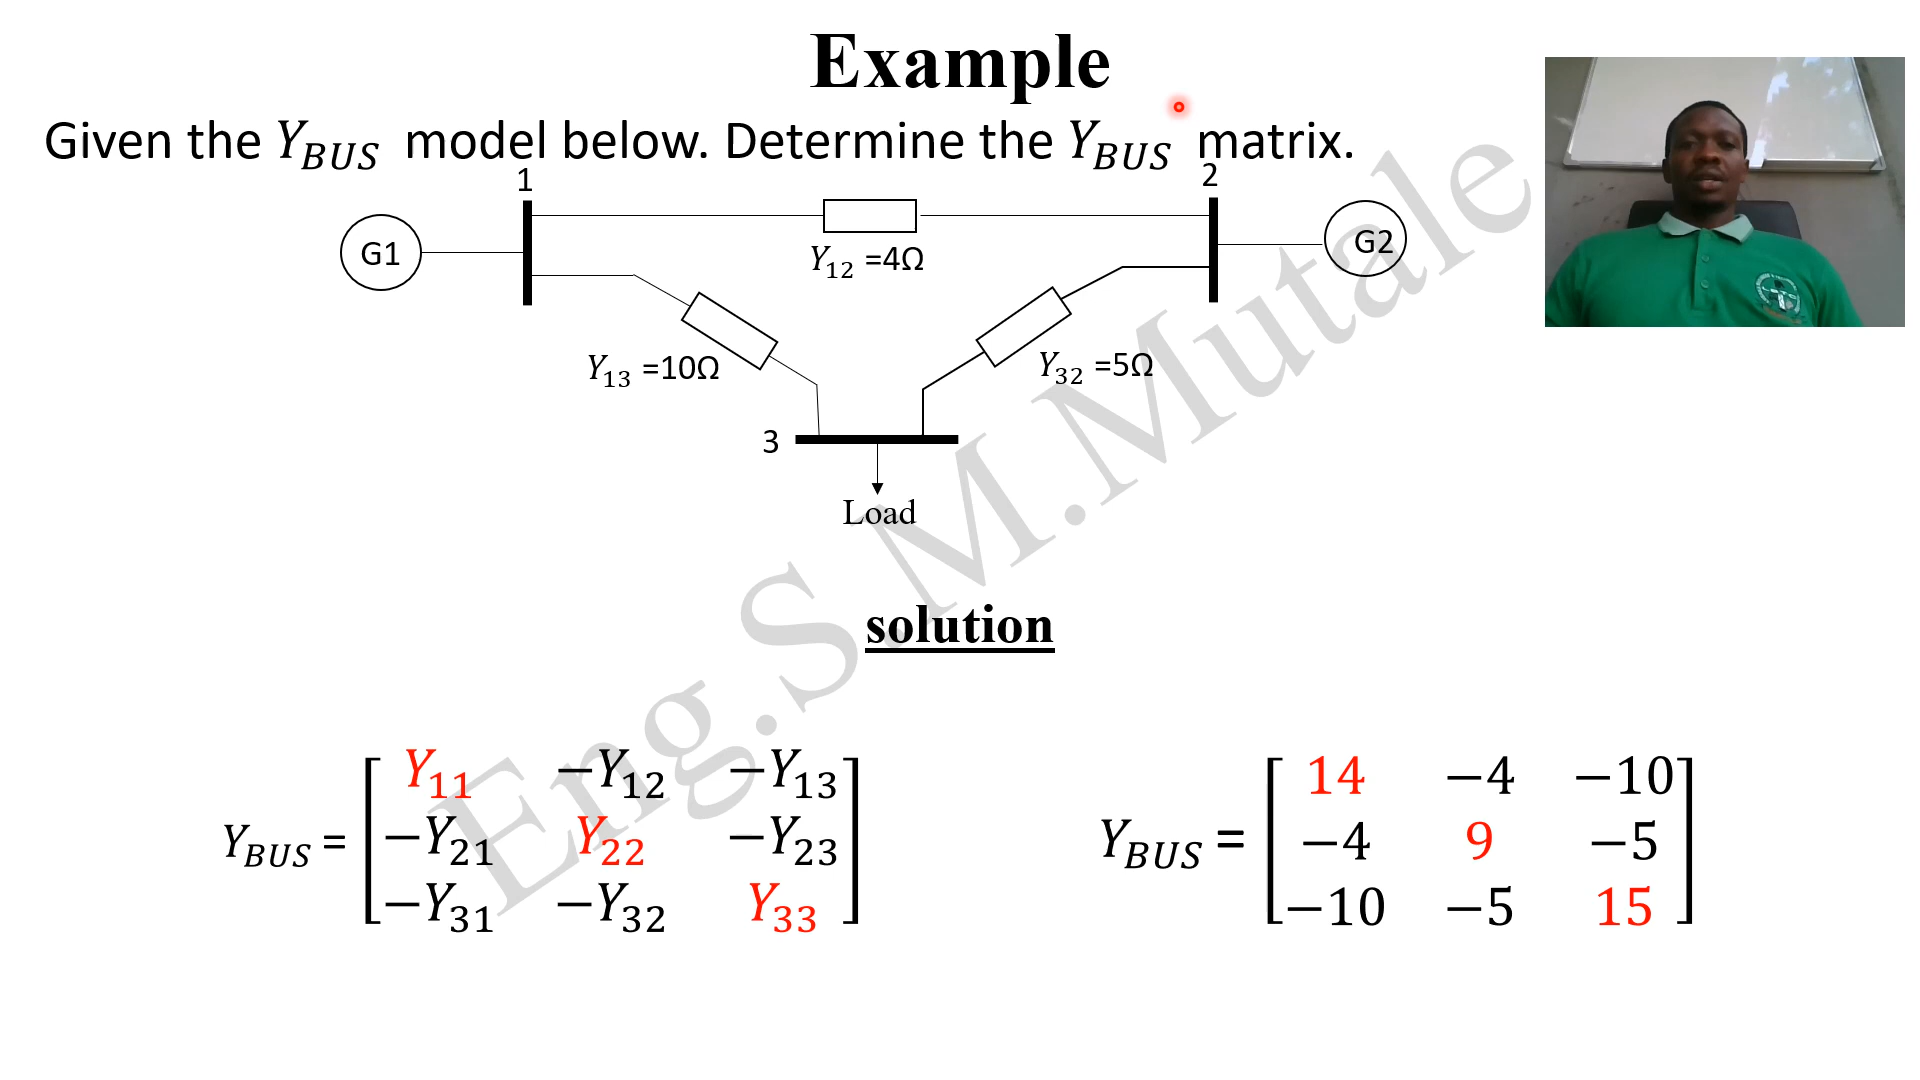 Example
Given the Y_BUS model below. Determine the Y_BUS matrix.
1
2
G1
G2
Y_12 =4Ω
Y_13 =10Ω
Y_32 =5Ω
3
Load
solution
Y_BUS = [ Y_11 −Y_12 −Y_13
−Y_21 Y_22 −Y_23
−Y_31 −Y_32 Y_33 ]
Y_BUS = [ 14 −4 −10
−4 9 −5
−10 −5 15 ]
Eng.S.M.Mutale